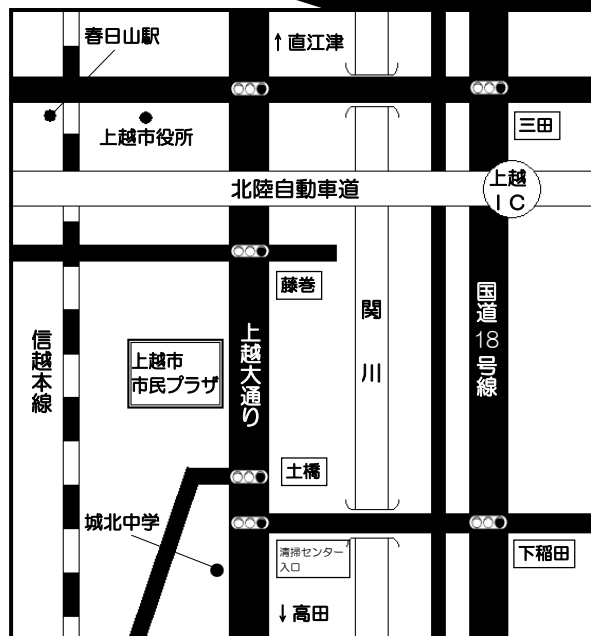 春日山駅
↑直江津
上越市役所
三田
北陸自動車道
上越
IC
藤巻
関川
国道18号線
信越本線
上越市
市民プラザ
上越大通り
土橋
城北中学
清掃センター
入口
下稲田
↓高田